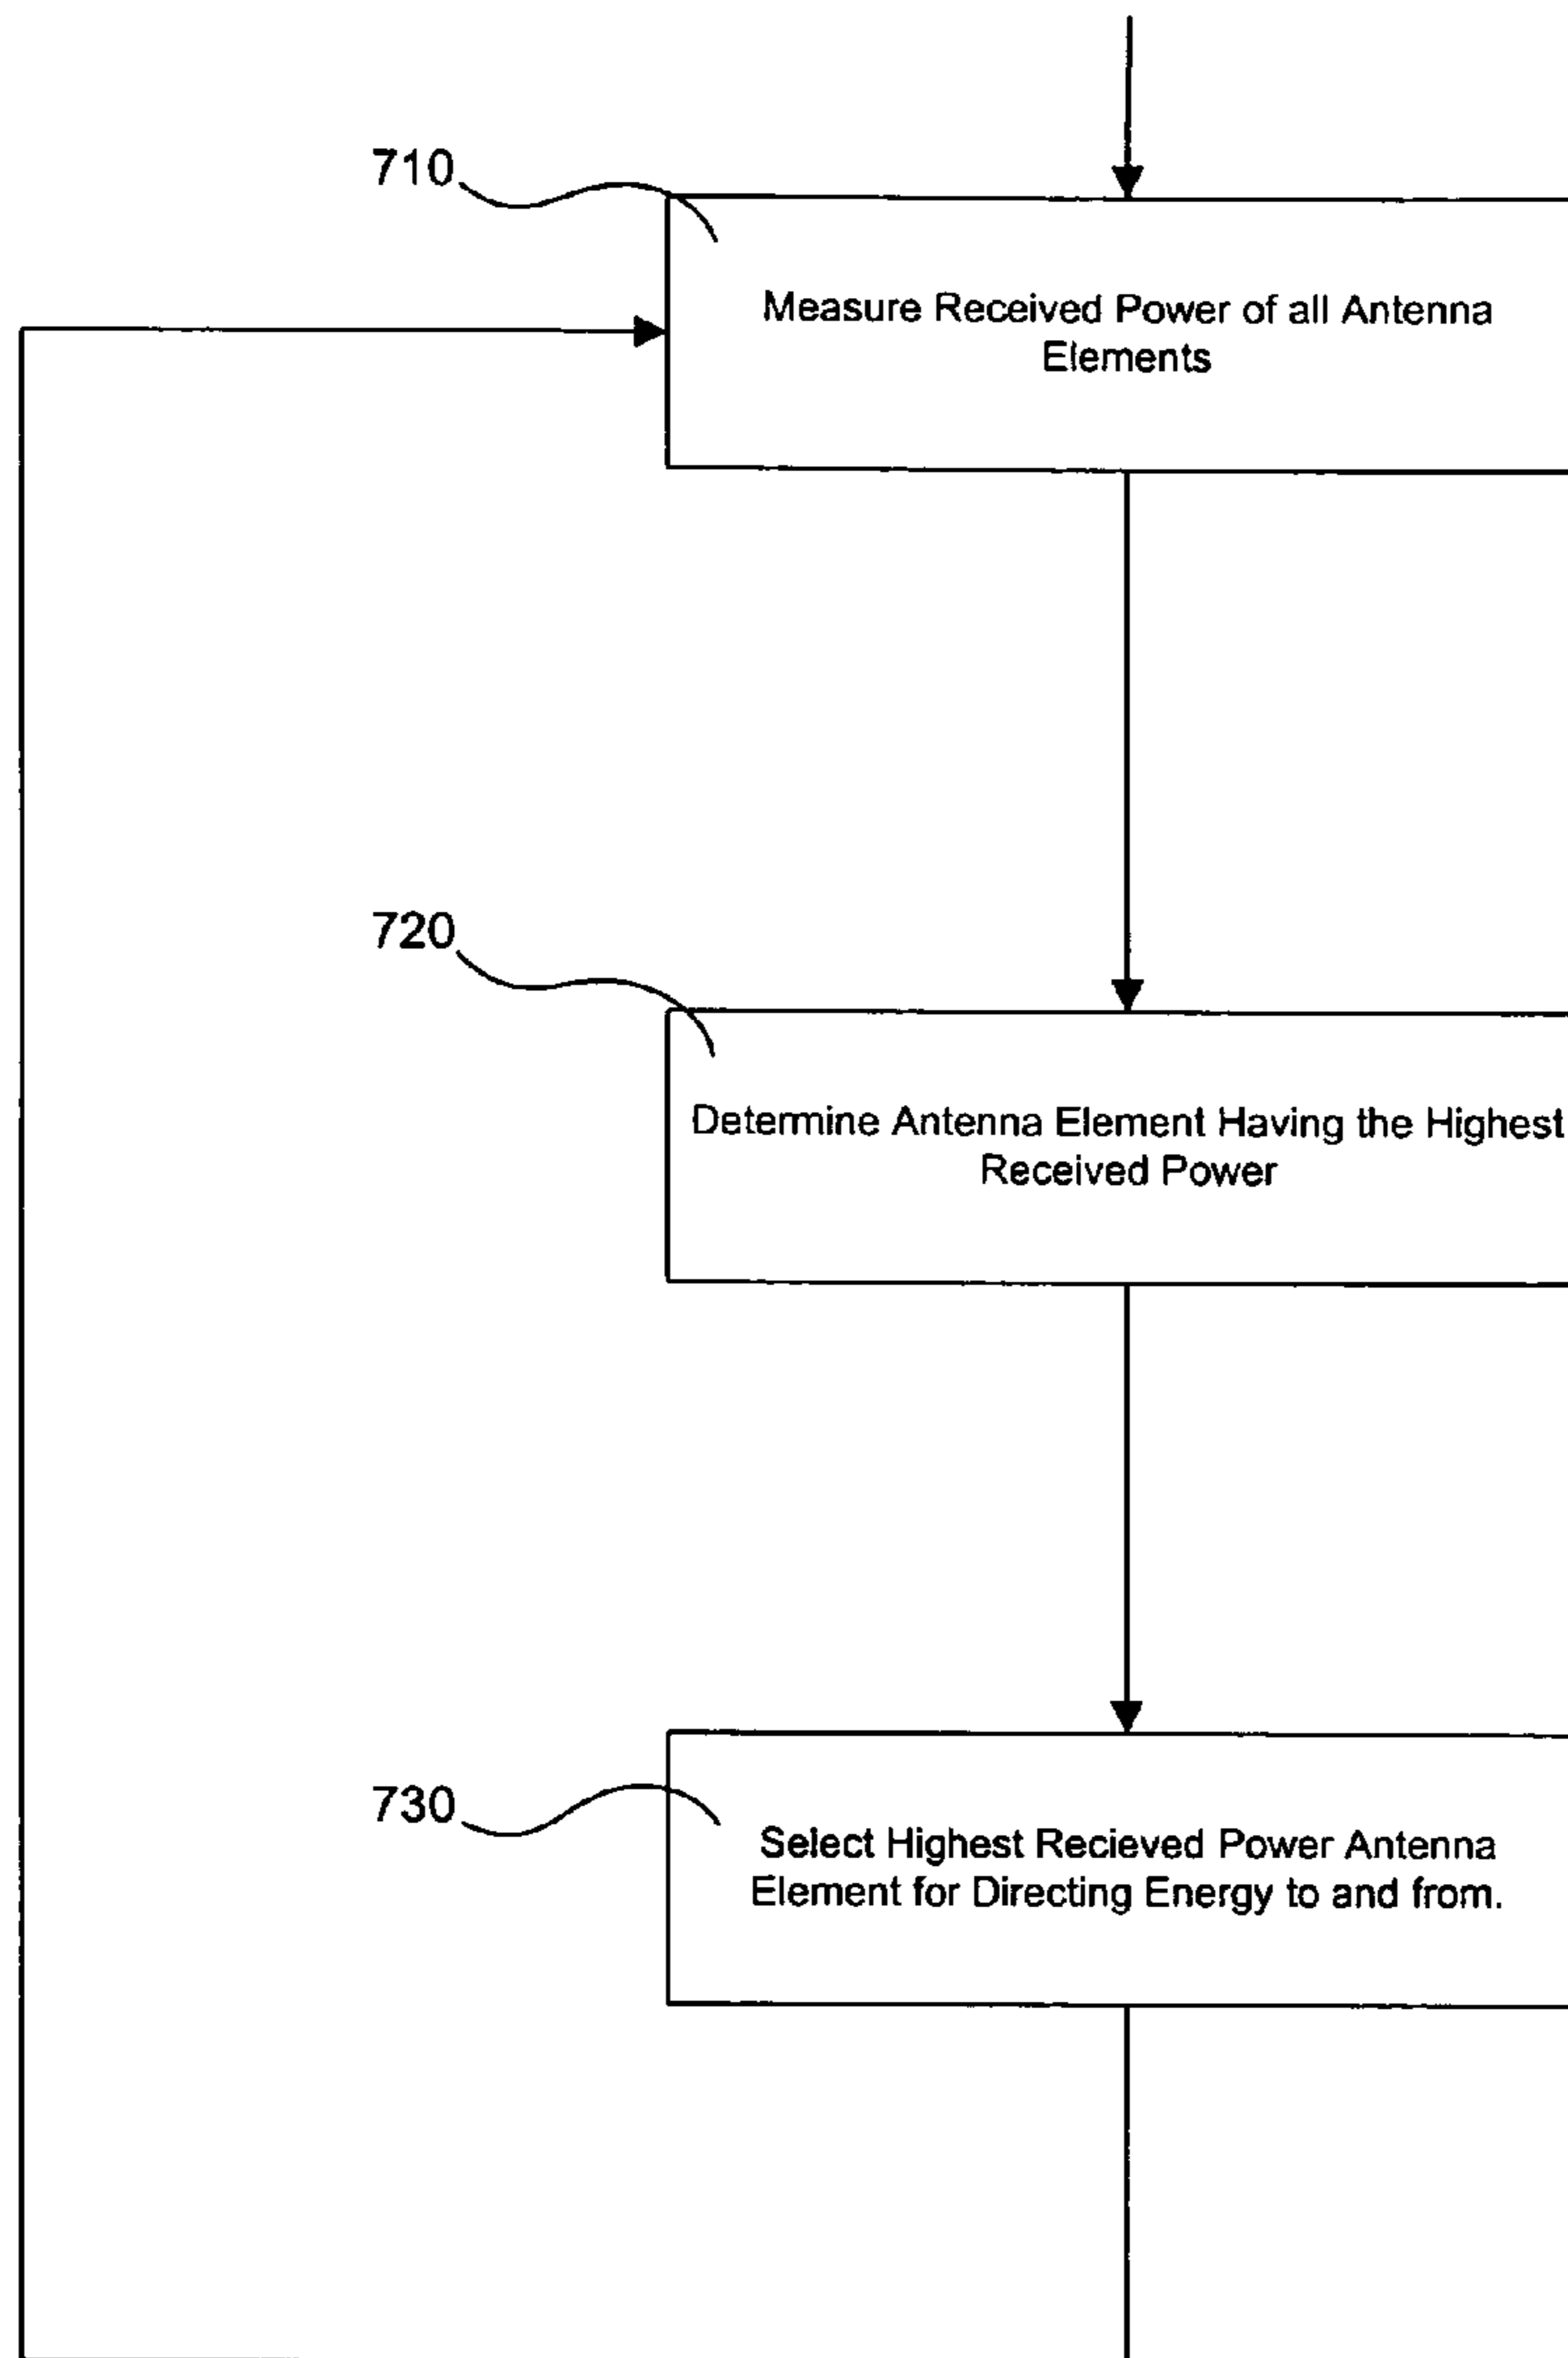 710
Measure Received Power of all Antenna
Elements
720
Determine Antenna Element Having the Highest
Received Power
730
Select Highest Recieved Power Antenna
Element for Directing Energy to and from.